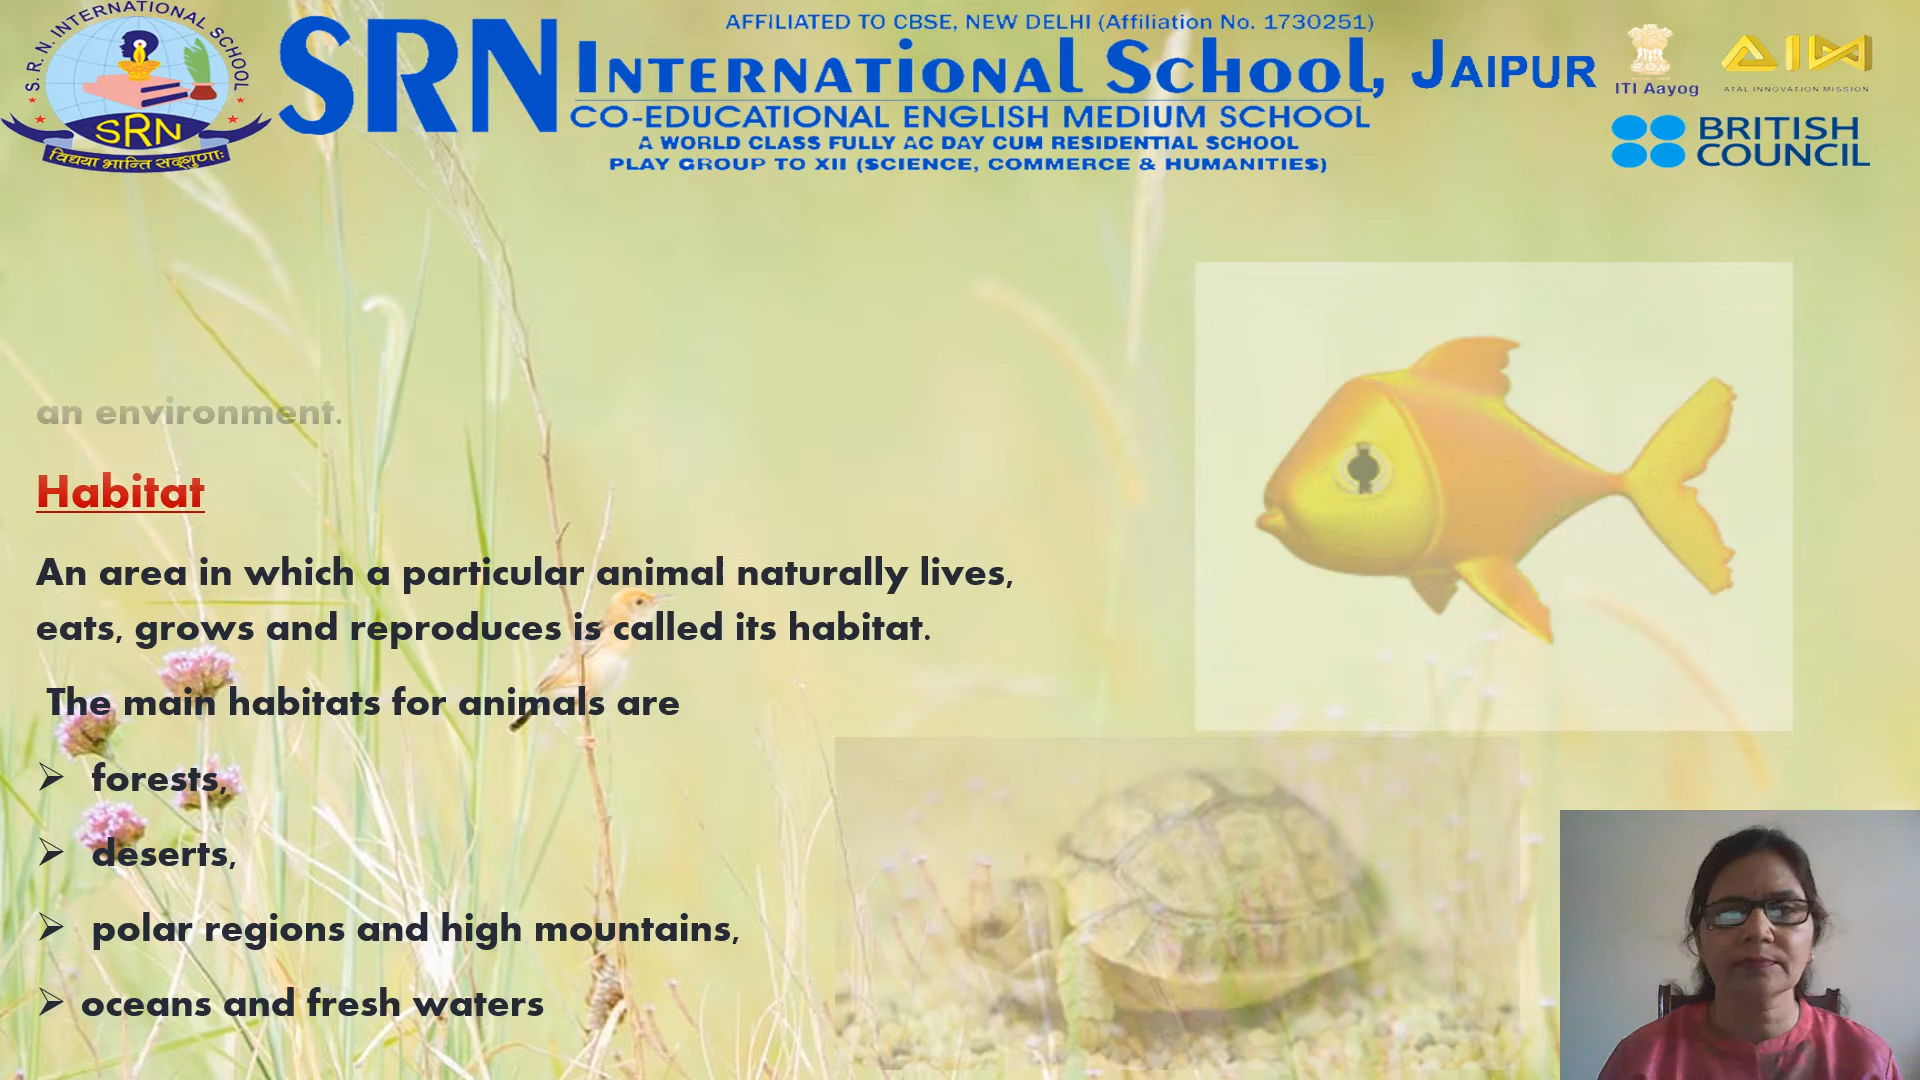 S. R. N. INTERNATIONAL SCHOOL
SRN
विद्यया भान्ति सद्गुणाः
AFFILIATED TO CBSE, NEW DELHI (Affiliation No. 1730251)
SRN INTERNATIONAL SCHOOL, JAIPUR
CO-EDUCATIONAL ENGLISH MEDIUM SCHOOL
A WORLD CLASS FULLY AC DAY CUM RESIDENTIAL SCHOOL
PLAY GROUP TO XII (SCIENCE, COMMERCE & HUMANITIES)
ITI Aayog
AIM
ATAL INNOVATION MISSION
BRITISH
COUNCIL
an environment.
Habitat
An area in which a particular animal naturally lives,
eats, grows and reproduces is called its habitat.
The main habitats for animals are
➢ forests,
➢ deserts,
➢ polar regions and high mountains,
➢ oceans and fresh waters